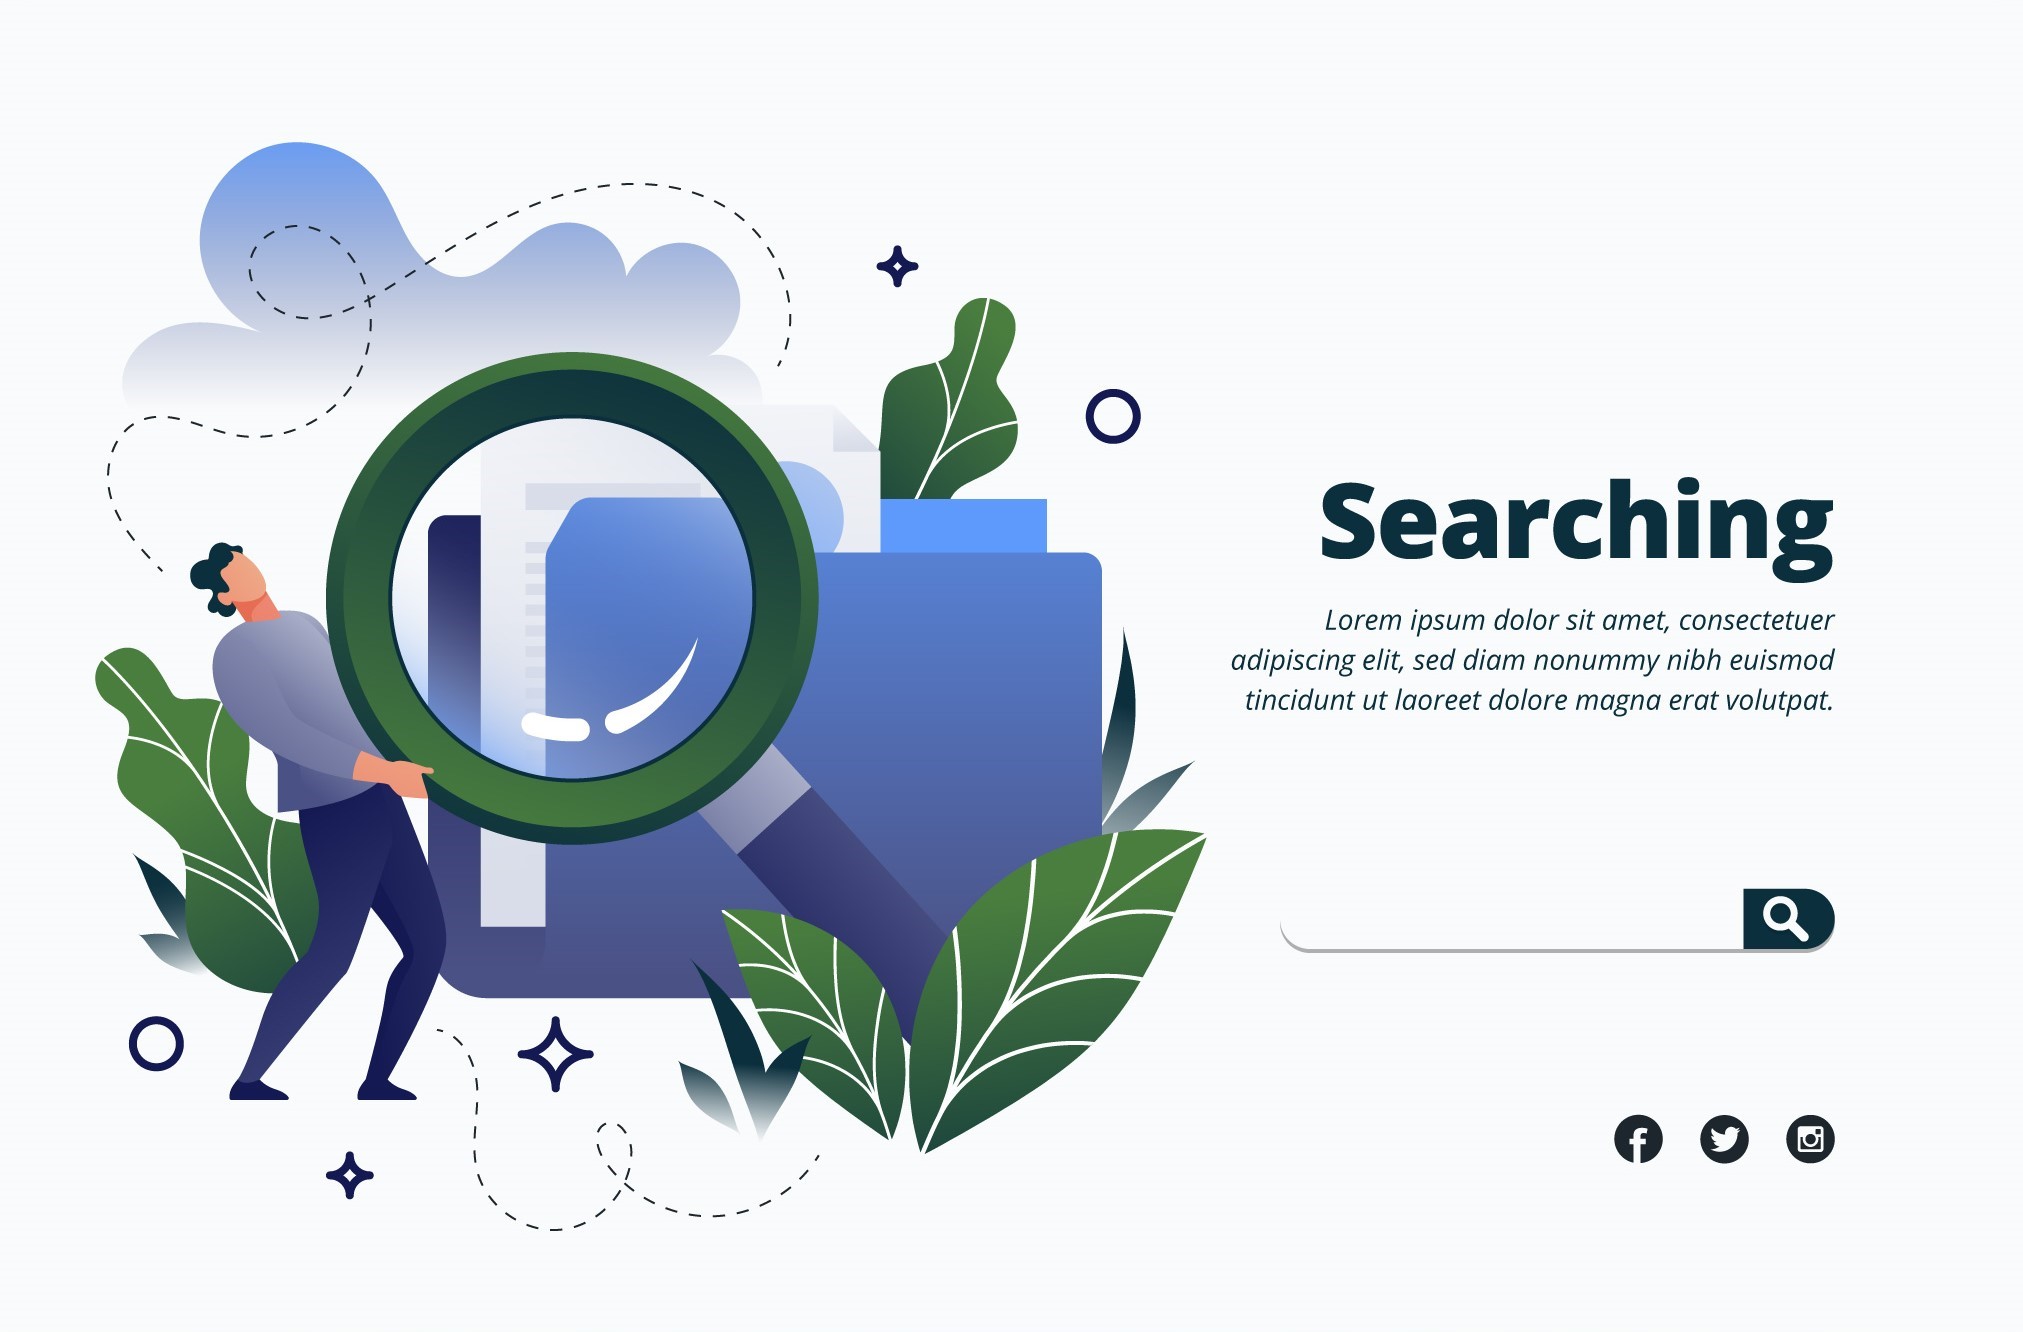 Searching
Lorem ipsum dolor sit amet, consectetuer
adipiscing elit, sed diam nonummy nibh euismod
tincidunt ut laoreet dolore magna erat volutpat.